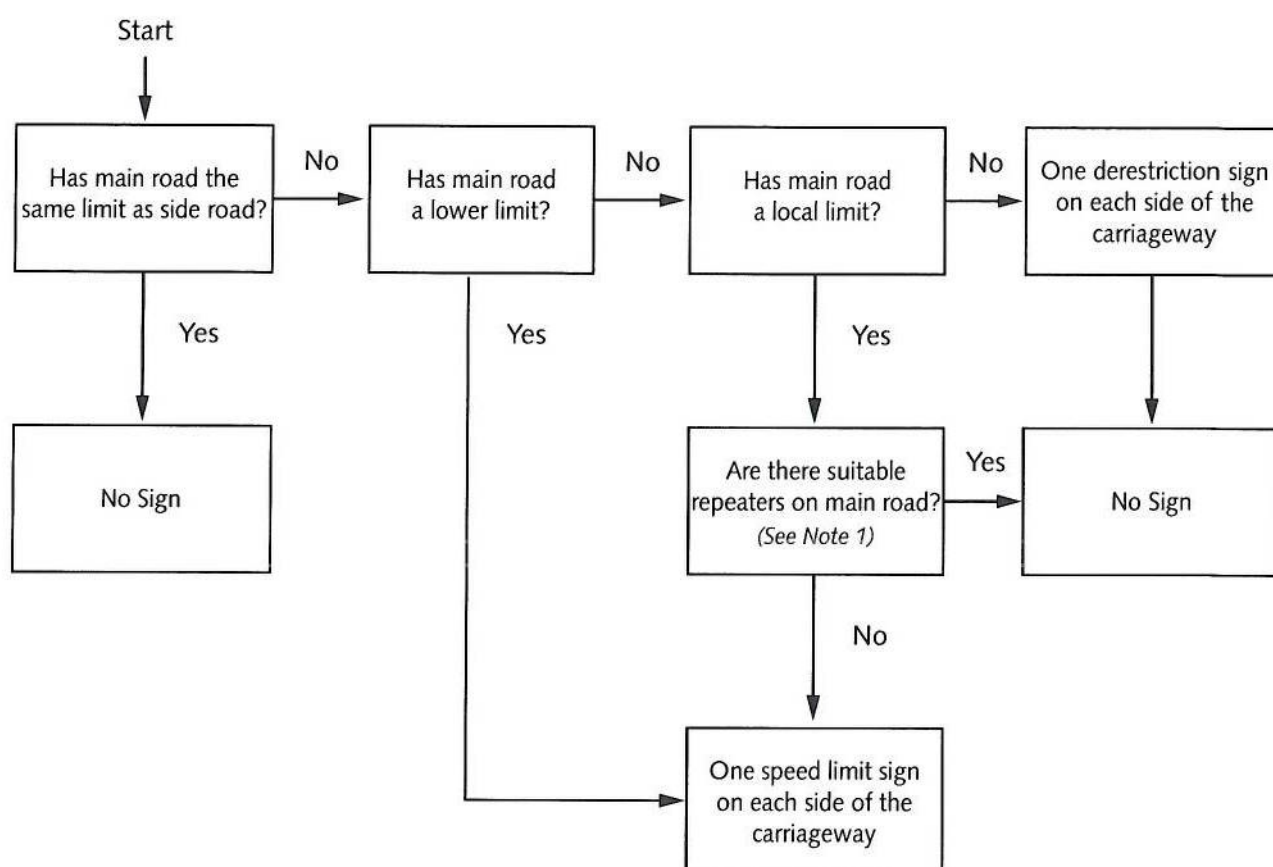 Start
Has main road the
same limit as side road?
No
Has main road
a lower limit?
No
Has main road
a local limit?
No
One derestriction sign
on each side of the
carriageway
Yes
Yes
Yes
No Sign
Are there suitable
repeaters on main road?
(See Note 1)
Yes
No Sign
No
One speed limit sign
on each side of the
carriageway